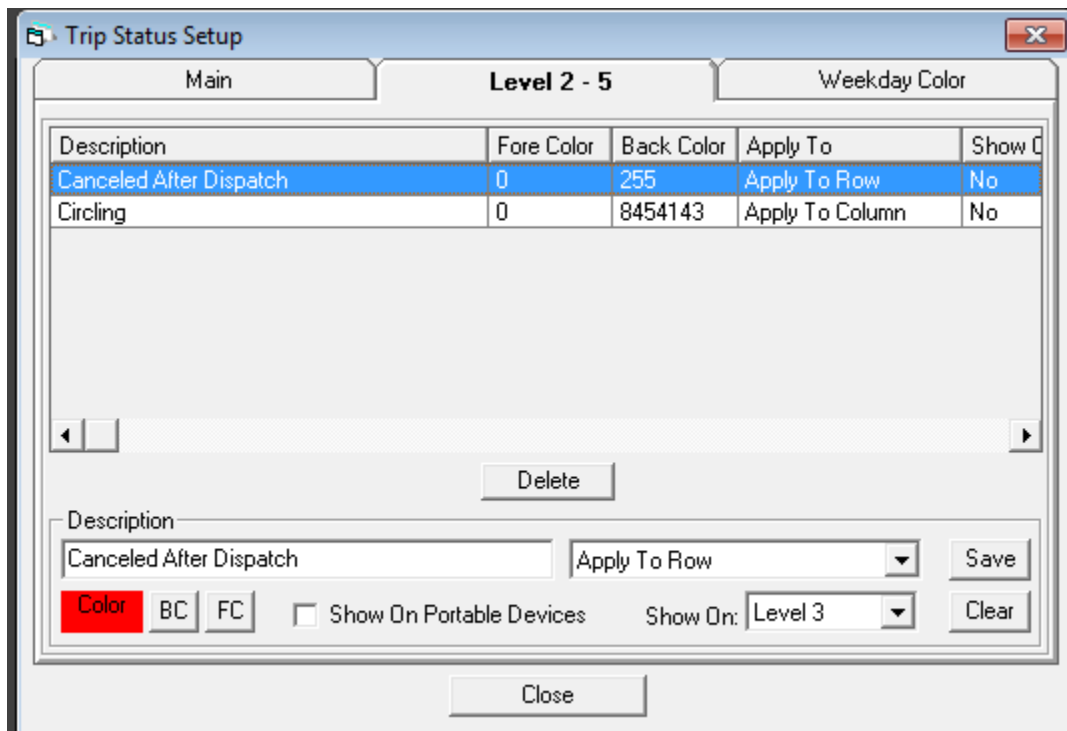 Trip Status Setup
Main Level 2 - 5 Weekday Color
Description Fore Color Back Color Apply To Show
Canceled After Dispatch 0 255 Apply To Row No
Circling 0 8454143 Apply To Column No
Delete
Description
Canceled After Dispatch Apply To Row Save
Color BC FC Show On Portable Devices Show On: Level 3 Clear
Close